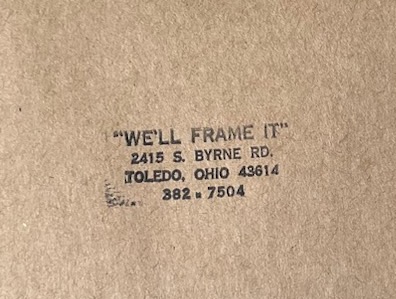 "WE'LL FRAME IT"
2415 S. BYRNE RD.
TOLEDO, OHIO 43614
382-7504